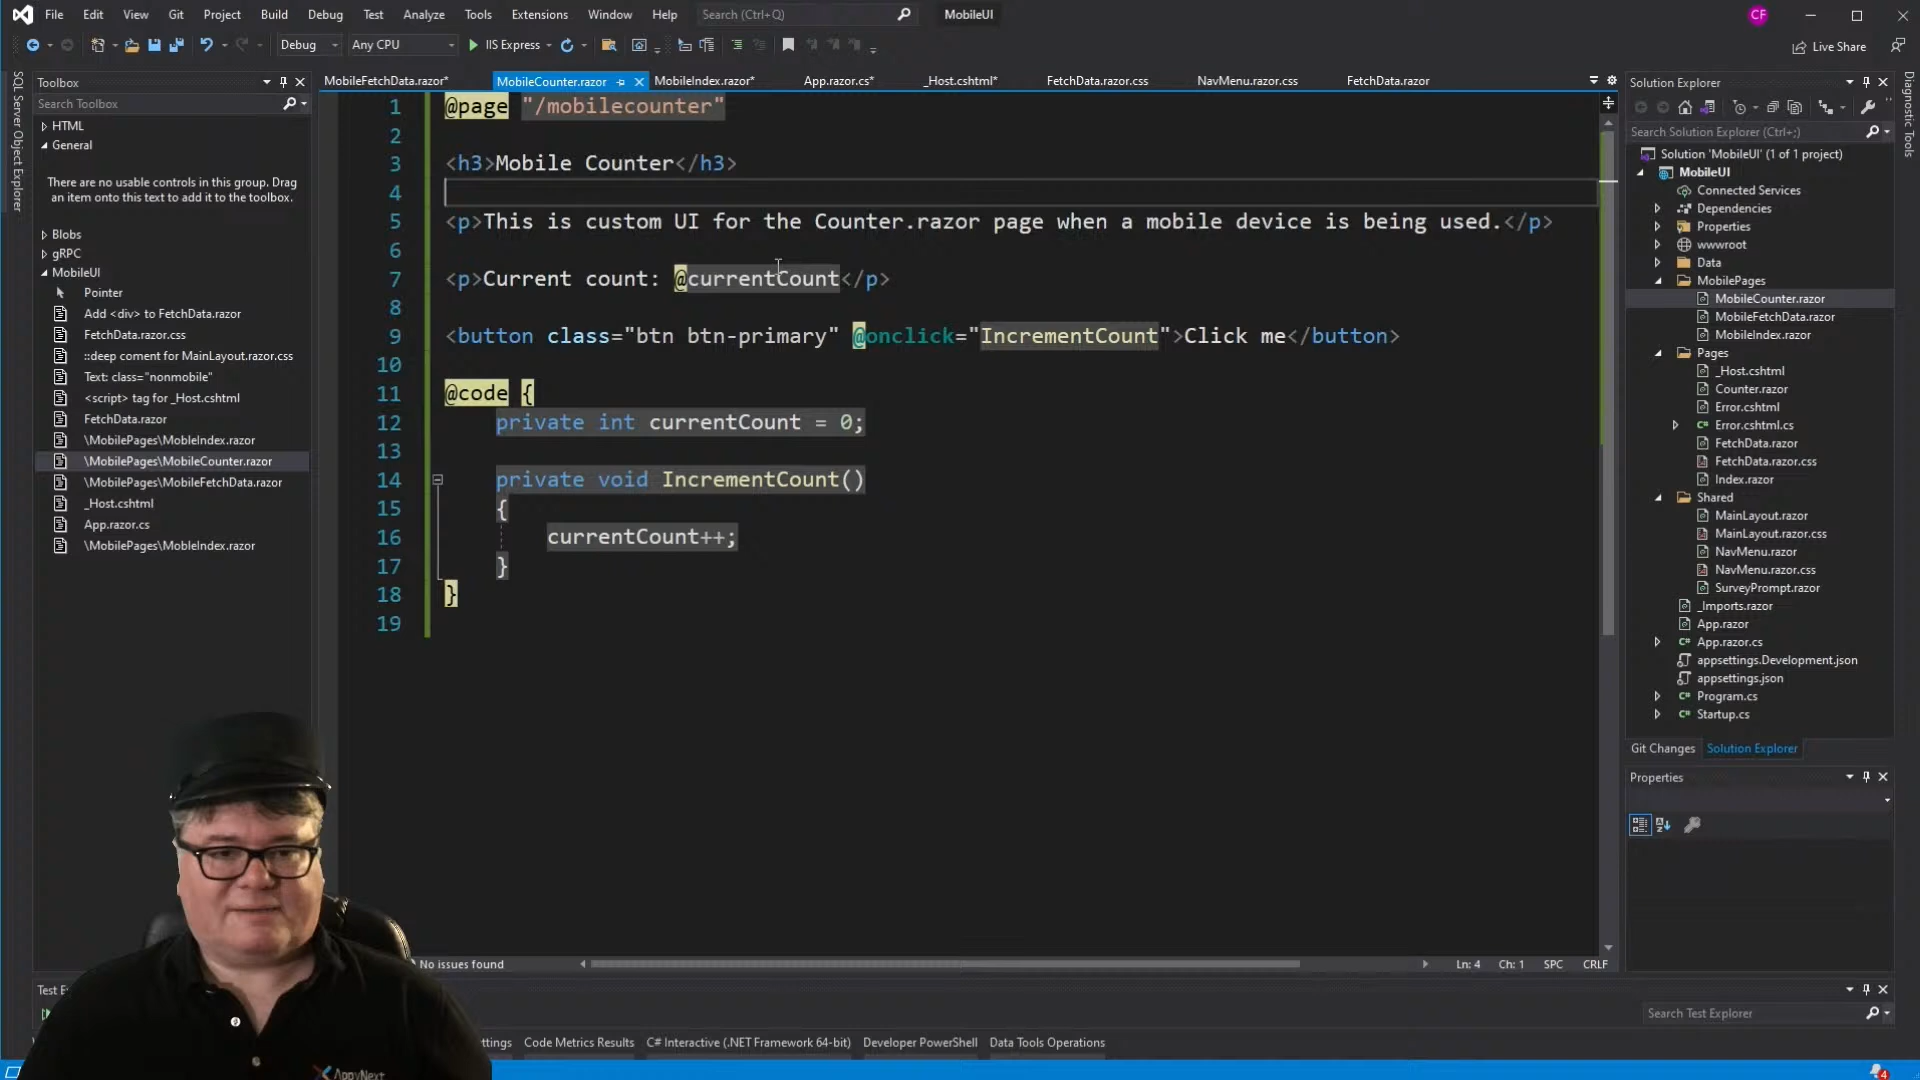 File Edit View Git Project Build Debug Test Analyze Tools Extensions Window Help Search (Ctrl+Q) MobileUI CF
Debug Any CPU IIS Express Live Share
SQL Server Object Explorer
Toolbox
Search Toolbox
HTML
General
There are no usable controls in this group. Drag
an item onto this text to add it to the toolbox.
Blobs
gRPC
MobileUI
Pointer
Add <div> to FetchData.razor
FetchData.razor.css
::deep coment for MainLayout.razor.css
Text: class="nonmobile"
<script> tag for _Host.cshtml
FetchData.razor
\MobilePages\MobleIndex.razor
\MobilePages\MobileCounter.razor
\MobilePages\MobileFetchData.razor
_Host.cshtml
App.razor.cs
\MobilePages\MobleIndex.razor
MobileFetchData.razor* MobileCounter.razor MobileIndex.razor* App.razor.cs* _Host.cshtml* FetchData.razor.css NavMenu.razor.css FetchData.razor
1 @page "/mobilecounter"
2
3 <h3>Mobile Counter</h3>
4
5 <p>This is custom UI for the Counter.razor page when a mobile device is being used.</p>
6
7 <p>Current count: @currentCount</p>
8
9 <button class="btn btn-primary" @onclick="IncrementCount">Click me</button>
10
11 @code {
12 private int currentCount = 0;
13
14 private void IncrementCount()
15 {
16 currentCount++;
17 }
18 }
19
No issues found Ln: 4 Ch: 1 SPC CRLF
Solution Explorer
Search Solution Explorer (Ctrl+;)
Solution 'MobileUI' (1 of 1 project)
MobileUI
Connected Services
Dependencies
Properties
wwwroot
Data
MobilePages
MobileCounter.razor
MobileFetchData.razor
MobileIndex.razor
Pages
_Host.cshtml
Counter.razor
Error.cshtml
Error.cshtml.cs
FetchData.razor
FetchData.razor.css
Index.razor
Shared
MainLayout.razor
MainLayout.razor.css
NavMenu.razor
NavMenu.razor.css
SurveyPrompt.razor
_Imports.razor
App.razor
App.razor.cs
appsettings.Development.json
appsettings.json
Program.cs
Startup.cs
Git Changes Solution Explorer
Properties
Diagnostic Tools
Test E
Search Test Explorer
ttings Code Metrics Results C# Interactive (.NET Framework 64-bit) Developer PowerShell Data Tools Operations
AppyNext
4